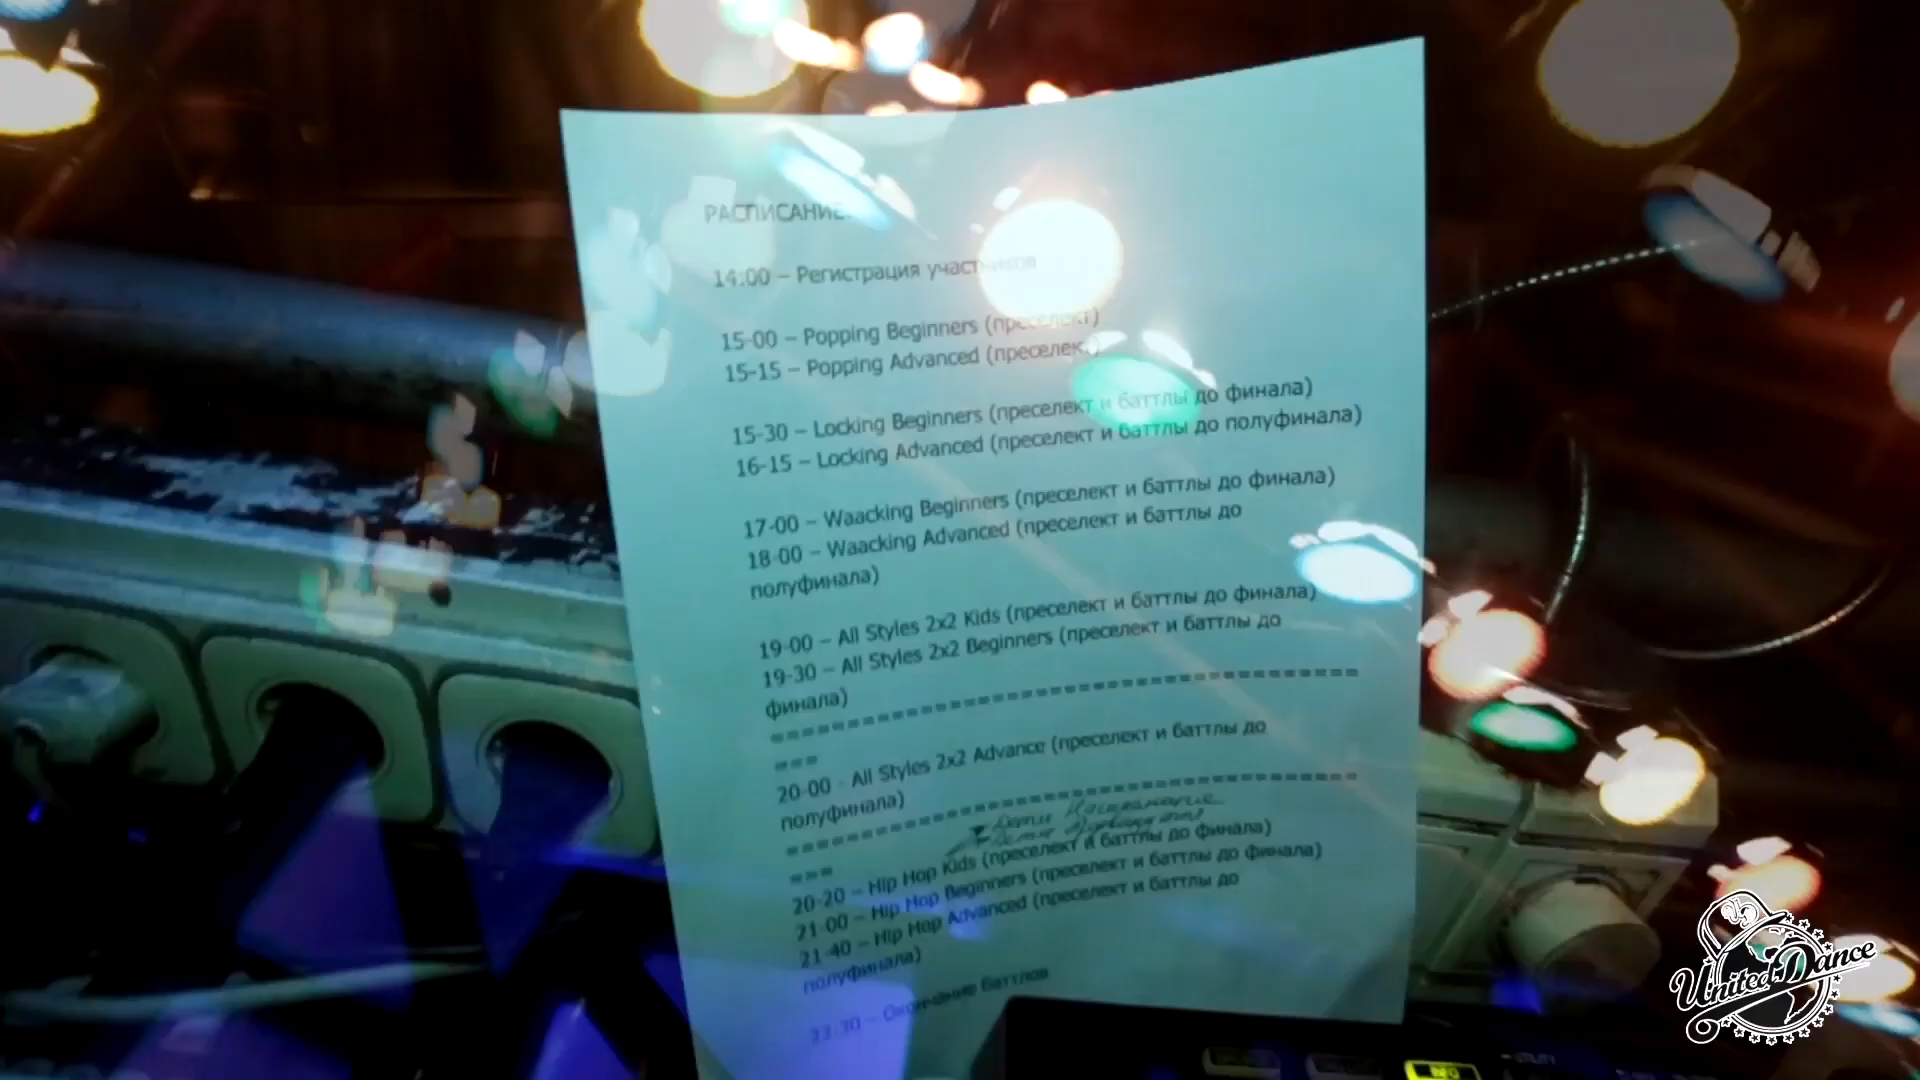 РАСПИСАНИЕ:
14:00 – Регистрация участников
15-00 – Popping Beginners (преселект)
15-15 – Popping Advanced (преселект)
15-30 – Locking Beginners (преселект и баттлы до финала)
16-15 – Locking Advanced (преселект и баттлы до полуфинала)
17-00 – Waacking Beginners (преселект и баттлы до финала)
18-00 – Waacking Advanced (преселект и баттлы до
полуфинала)
19-00 – All Styles 2x2 Kids (преселект и баттлы до финала)
19-30 – All Styles 2x2 Beginners (преселект и баттлы до
финала)
20-00 - All Styles 2x2 Advance (преселект и баттлы до
полуфинала)
20-20 – Hip Hop Kids (преселект и баттлы до финала)
21-00 – Hip Hop Beginners (преселект и баттлы до финала)
21-40 – Hip Hop Advanced (преселект и баттлы до
полуфинала)
– Окончание баттлов
United Dance